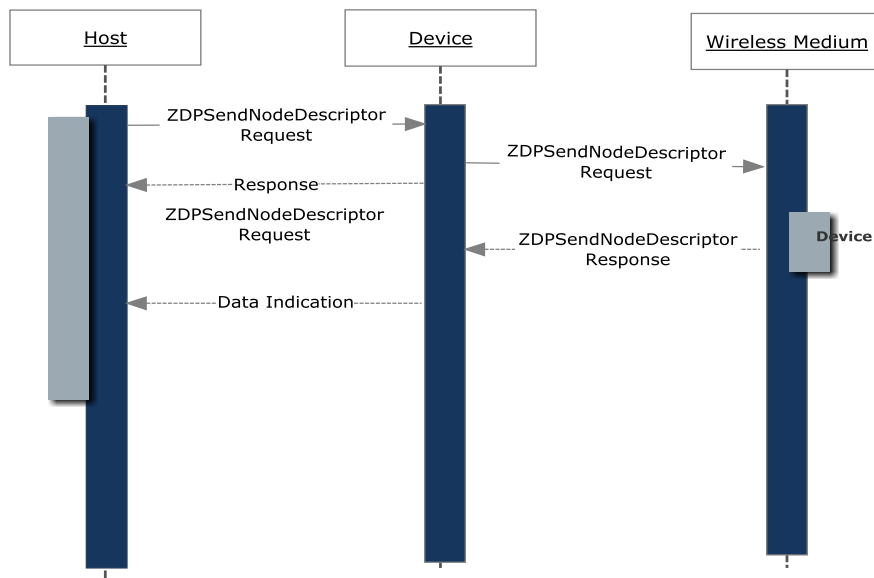 Host
Device
Wireless Medium
ZDPSendNodeDescriptor
Request
ZDPSendNodeDescriptor
Request
Response
ZDPSendNodeDescriptor
Request
Device
ZDPSendNodeDescriptor
Response
Data Indication